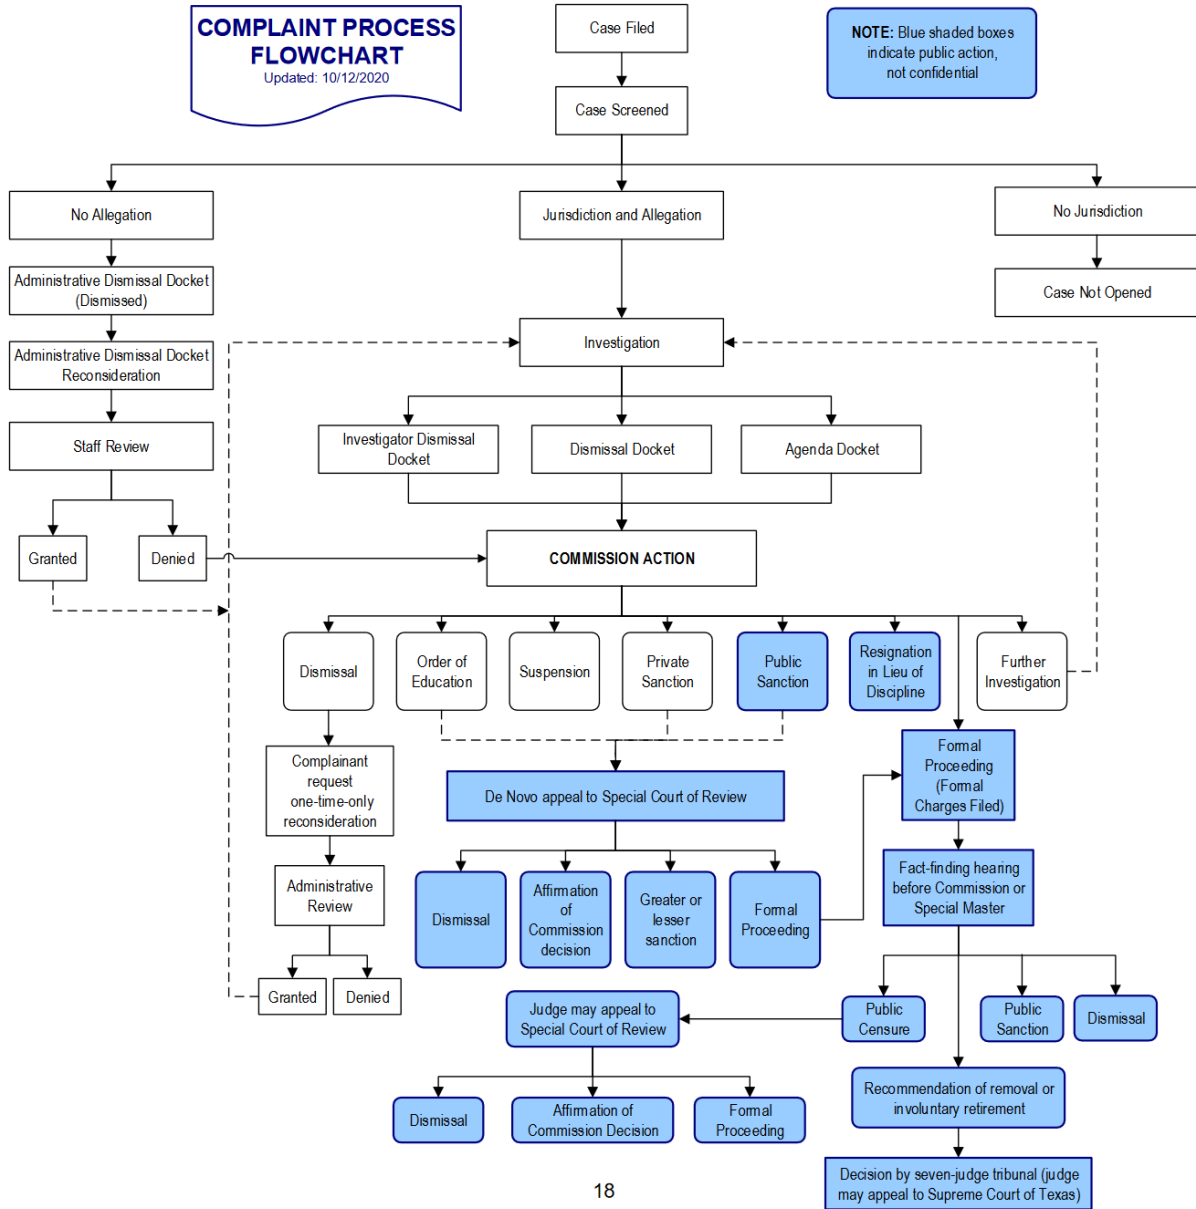 COMPLAINT PROCESS
FLOWCHART
Updated: 10/12/2020
Case Filed
NOTE: Blue shaded boxes
indicate public action,
not confidential
Case Screened
No Allegation
Jurisdiction and Allegation
No Jurisdiction
Administrative Dismissal Docket
(Dismissed)
Case Not Opened
Administrative Dismissal Docket
Reconsideration
Investigation
Staff Review
Investigator Dismissal
Docket
Dismissal Docket
Agenda Docket
Granted
Denied
COMMISSION ACTION
Dismissal
Order of
Education
Suspension
Private
Sanction
Public
Sanction
Resignation
in Lieu of
Discipline
Further
Investigation
Complainant
request
one-time-only
reconsideration
De Novo appeal to Special Court of Review
Formal
Proceeding
(Formal
Charges Filed)
Administrative
Review
Dismissal
Affirmation
of
Commission
decision
Greater or
lesser
sanction
Formal
Proceeding
Fact-finding hearing
before Commission or
Special Master
Granted
Denied
Judge may appeal to
Special Court of Review
Public
Censure
Public
Sanction
Dismissal
Dismissal
Affirmation of
Commission Decision
Formal
Proceeding
Recommendation of removal or
involuntary retirement
Decision by seven-judge tribunal (judge
may appeal to Supreme Court of Texas)
18